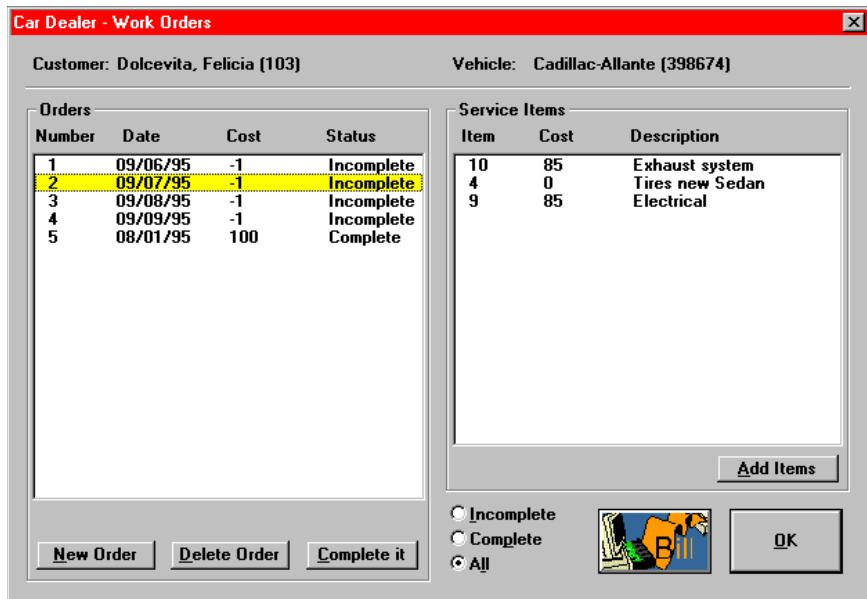 Car Dealer - Work Orders
Customer: Dolcevita, Felicia (103) Vehicle: Cadillac-Allante (398674)
Orders
Number Date Cost Status
1 09/06/95 -1 Incomplete
2 09/07/95 -1 Incomplete
3 09/08/95 -1 Incomplete
4 09/09/95 -1 Incomplete
5 08/01/95 100 Complete
New Order Delete Order Complete it
Service Items
Item Cost Description
10 85 Exhaust system
4 0 Tires new Sedan
9 85 Electrical
Add Items
Incomplete
Complete
All
Bill
OK